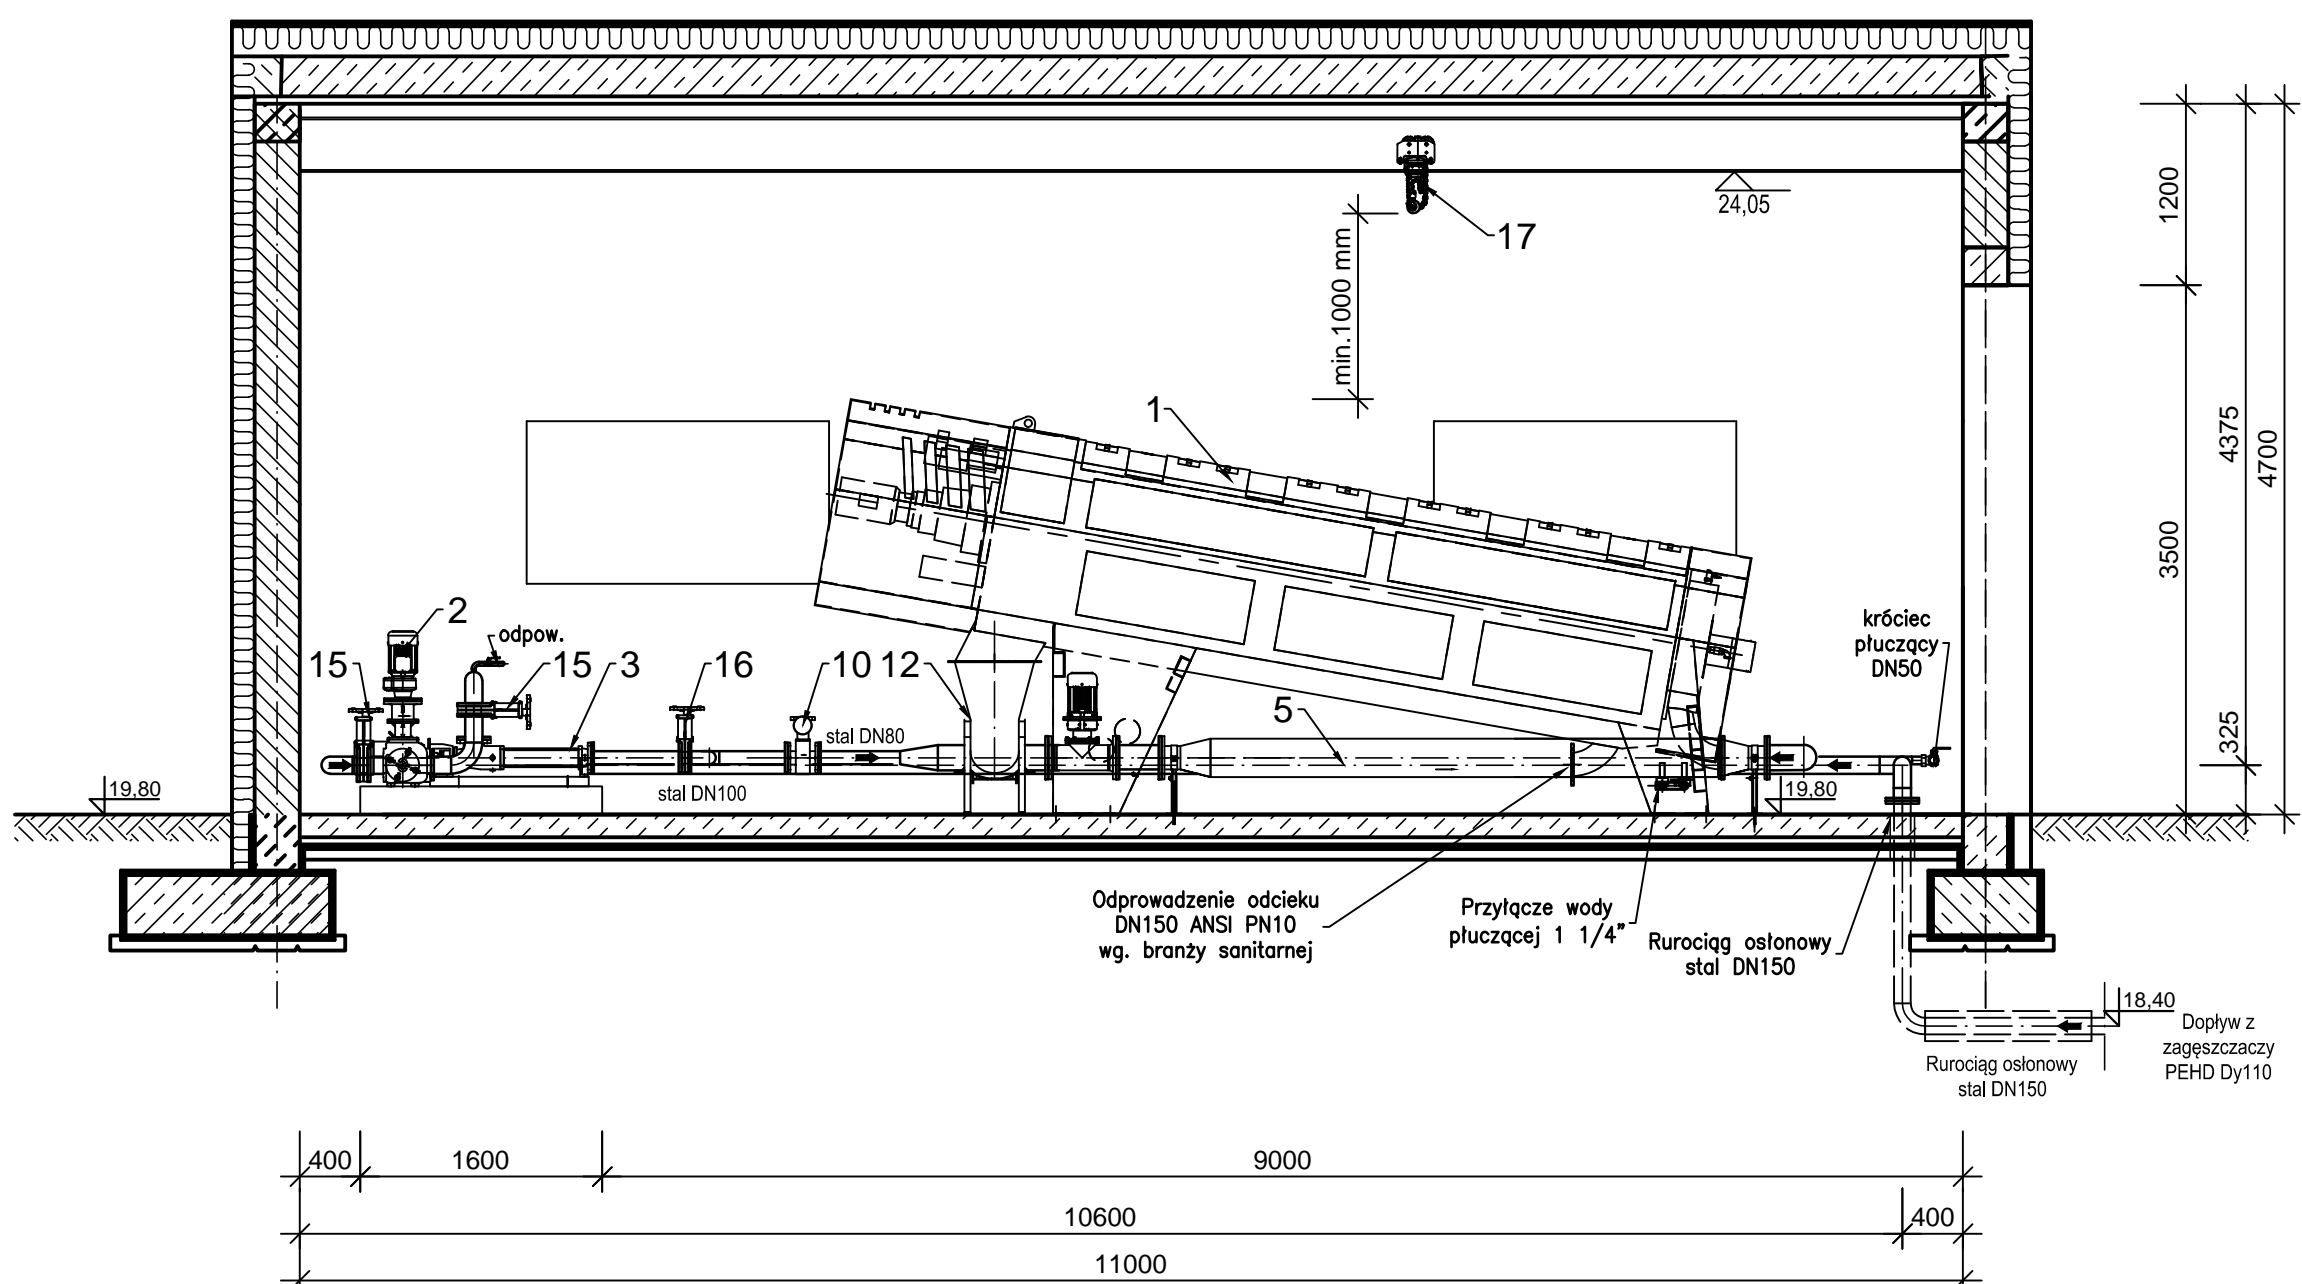 24,05
17
min.1000 mm
1200
4375
4700
3500
325
1
króciec
płuczący
DN50
2
odpow.
15
15
3
16
10
12
5
stal DN80
stal DN100
19,80
19,80
Odprowadzenie odcieku
DN150 ANSI PN10
wg. branży sanitarnej
Przyłącze wody
płuczącej 1 1/4"
Rurociąg osłonowy
stal DN150
18,40
Dopływ z
zagęszczaczy
PEHD Dy110
Rurociąg osłonowy
stal DN150
400
1600
9000
10600
400
11000